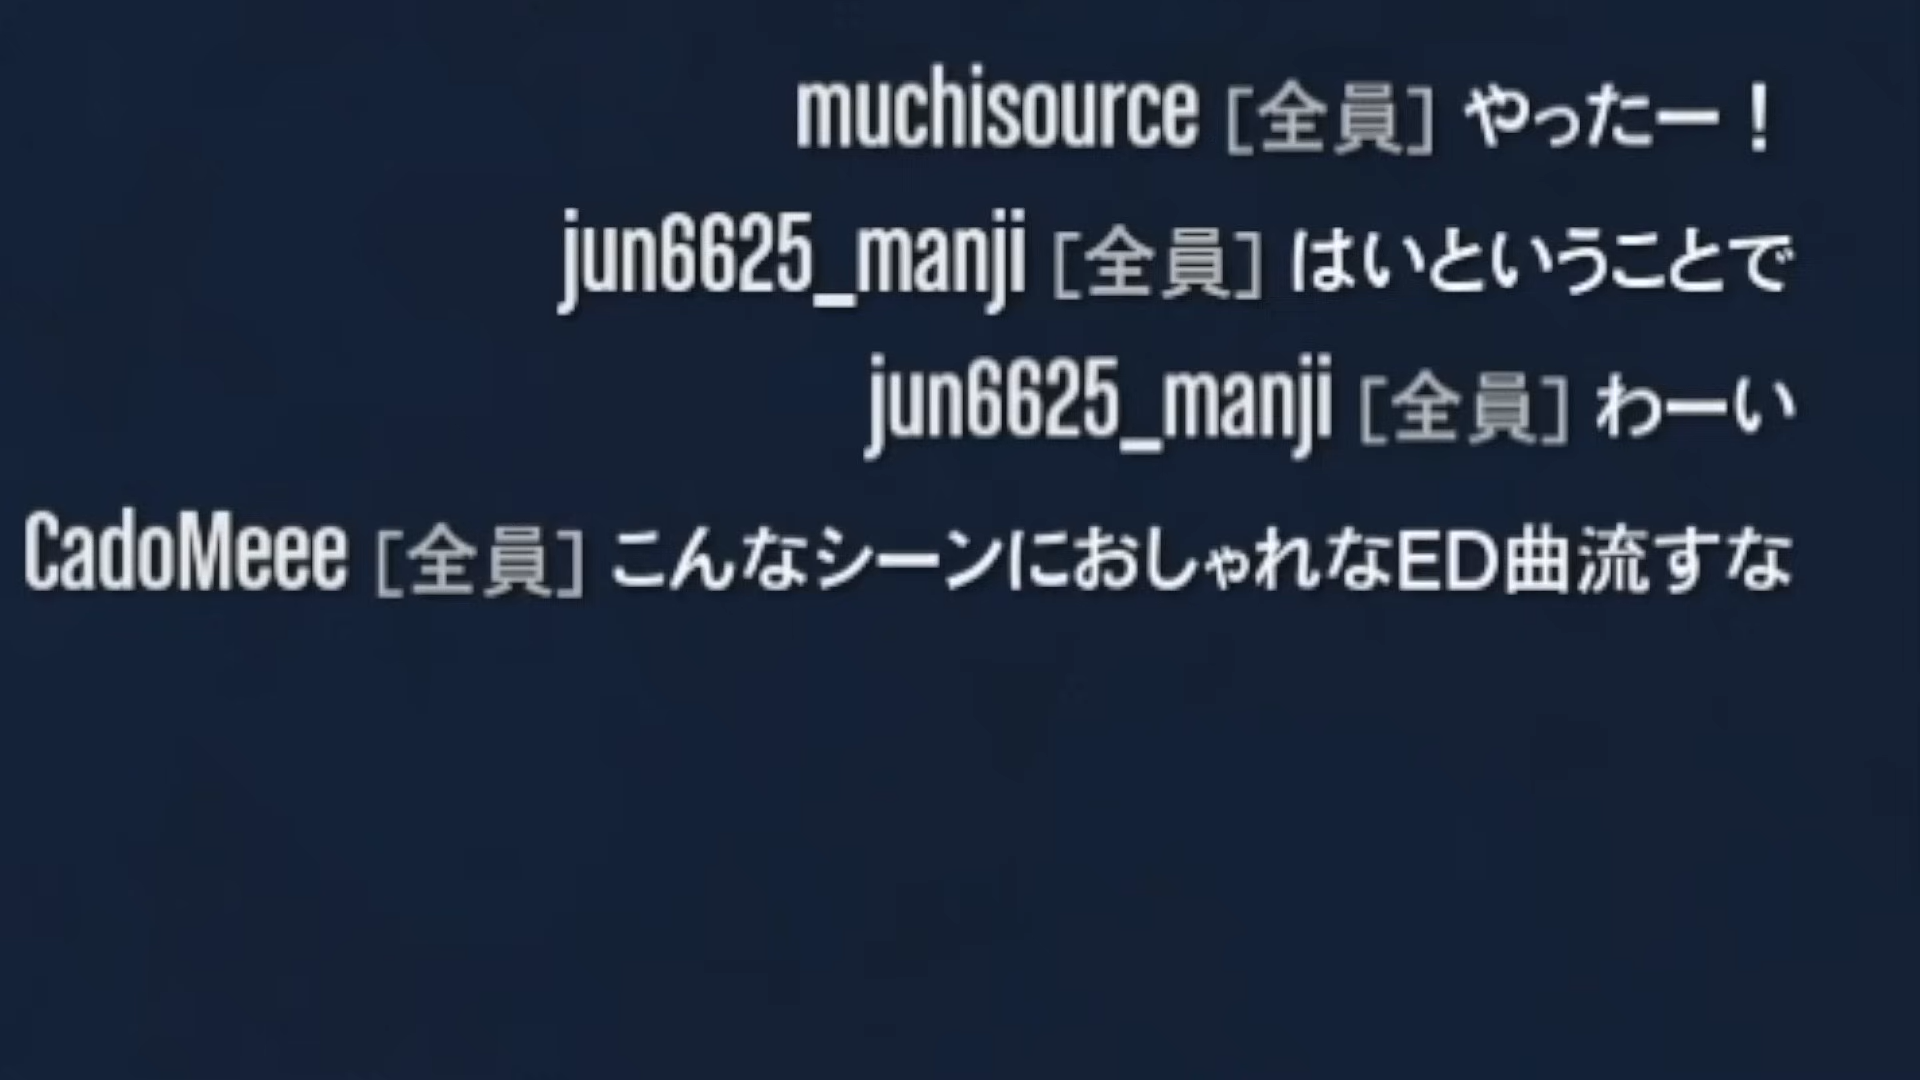 muchisource [全員] やったー！
jun6625_manji [全員] はいということで
jun6625_manji [全員] わーい
CadoMeee [全員] こんなシーンにおしゃれなED曲流すな